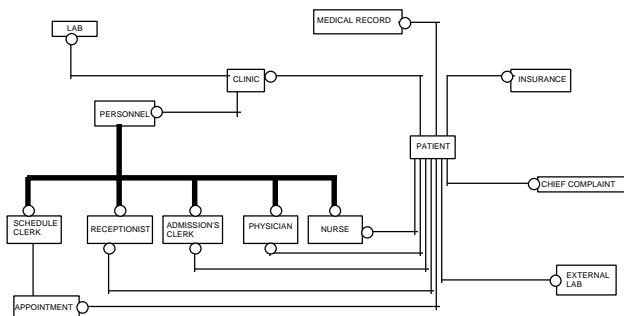 MEDICAL RECORD
LAB
CLINIC
INSURANCE
PERSONNEL
PATIENT
CHIEF COMPLAINT
SCHEDULE
CLERK
RECEPTIONIST
ADMISSION'S
CLERK
PHYSICIAN
NURSE
EXTERNAL
LAB
APPOINTMENT